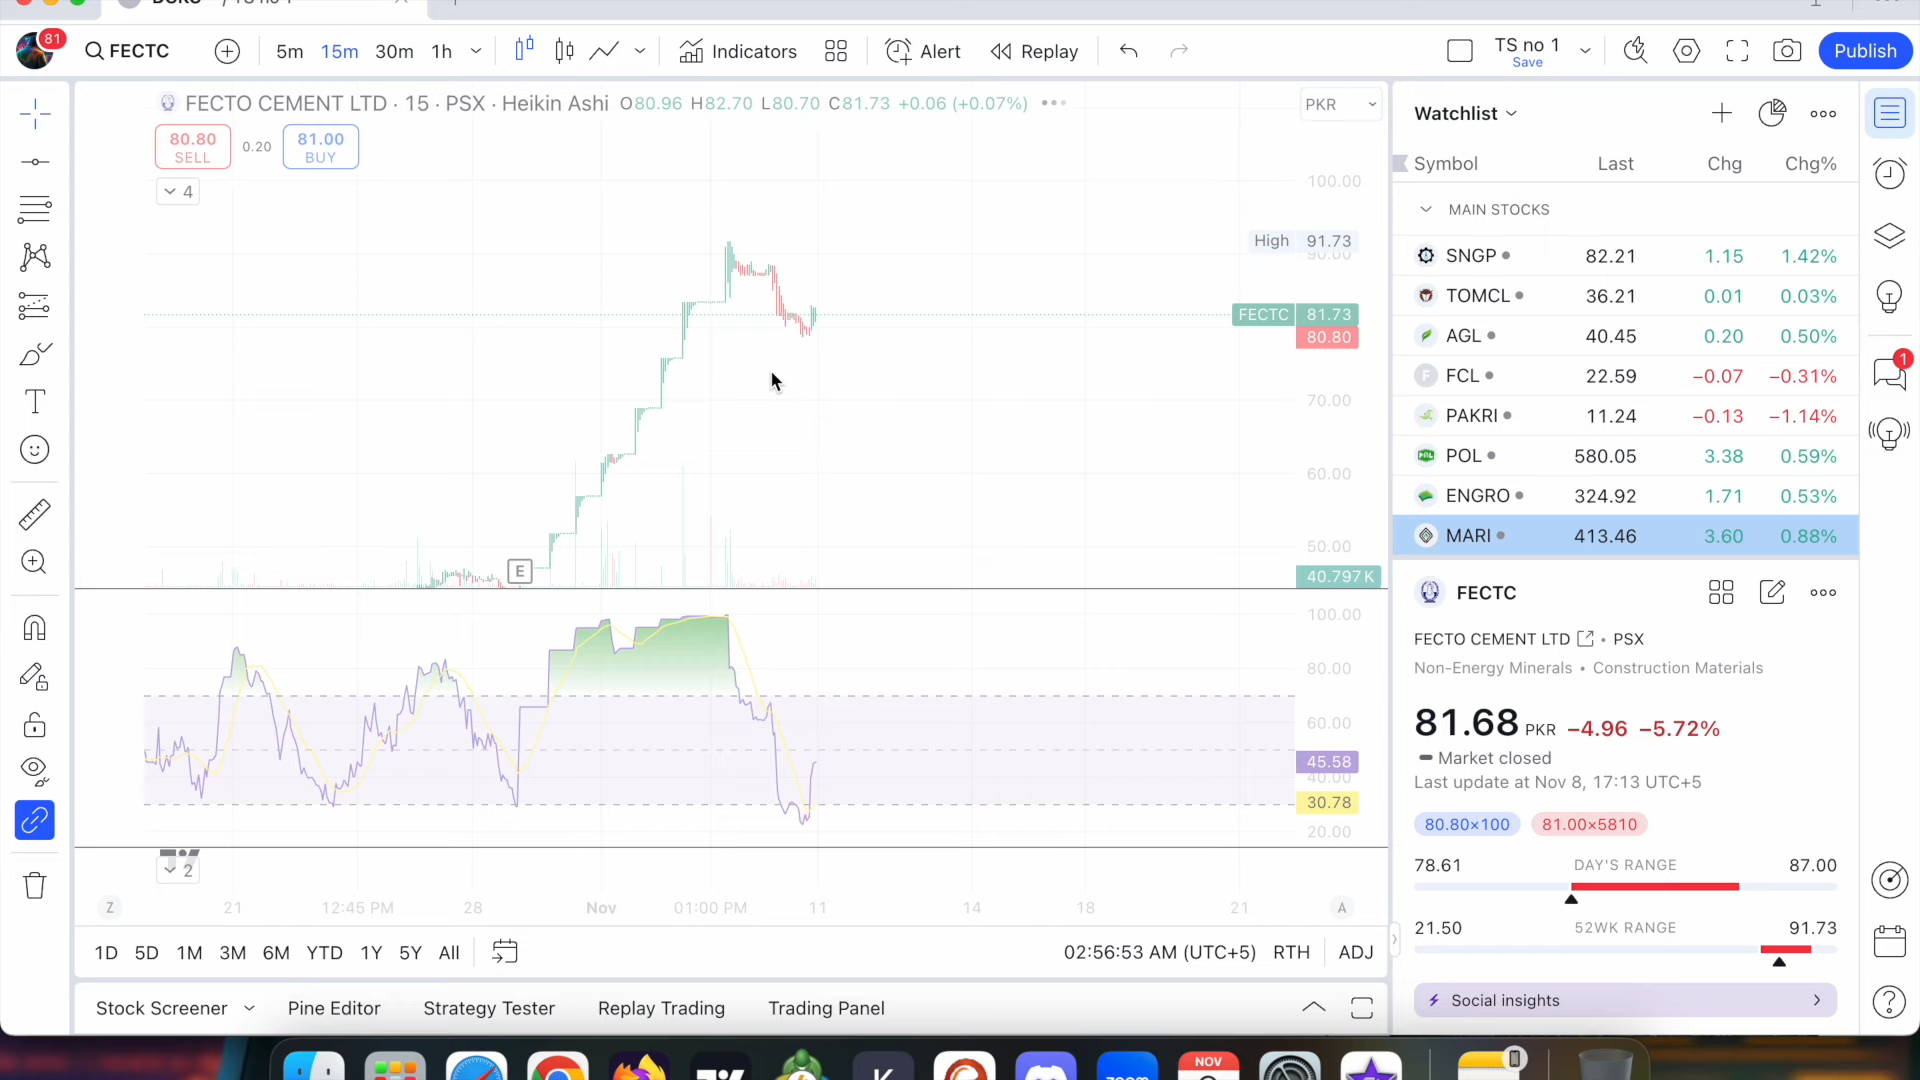 81
FECTC
5m 15m 30m 1h
Indicators
Alert
Replay
TS no 1
Save
Publish
FECTO CEMENT LTD · 15 · PSX · Heikin Ashi O80.96 H82.70 L80.70 C81.73 +0.06 (+0.07%)
PKR
80.80
SELL
0.20
81.00
BUY
4
100.00
High 91.73
90.00
FECTC 81.73
80.80
70.00
60.00
50.00
E
40.797K
100.00
80.00
60.00
45.58
40.00
30.78
20.00
2
Z 21 12:45 PM 28 Nov 01:00 PM 11 14 18 21 A
1D 5D 1M 3M 6M YTD 1Y 5Y All
02:56:53 AM (UTC+5) RTH ADJ
Stock Screener Pine Editor Strategy Tester Replay Trading Trading Panel
Watchlist
Symbol Last Chg Chg%
MAIN STOCKS
SNGP 82.21 1.15 1.42%
TOMCL 36.21 0.01 0.03%
AGL 40.45 0.20 0.50%
F FCL 22.59 −0.07 −0.31%
PAKRI 11.24 −0.13 −1.14%
POL 580.05 3.38 0.59%
ENGRO 324.92 1.71 0.53%
MARI 413.46 3.60 0.88%
FECTC
FECTO CEMENT LTD • PSX
Non-Energy Minerals • Construction Materials
81.68 PKR −4.96 −5.72%
Market closed
Last update at Nov 8, 17:13 UTC+5
80.80×100 81.00×5810
78.61 DAY'S RANGE 87.00
21.50 52WK RANGE 91.73
Social insights
1
NOV